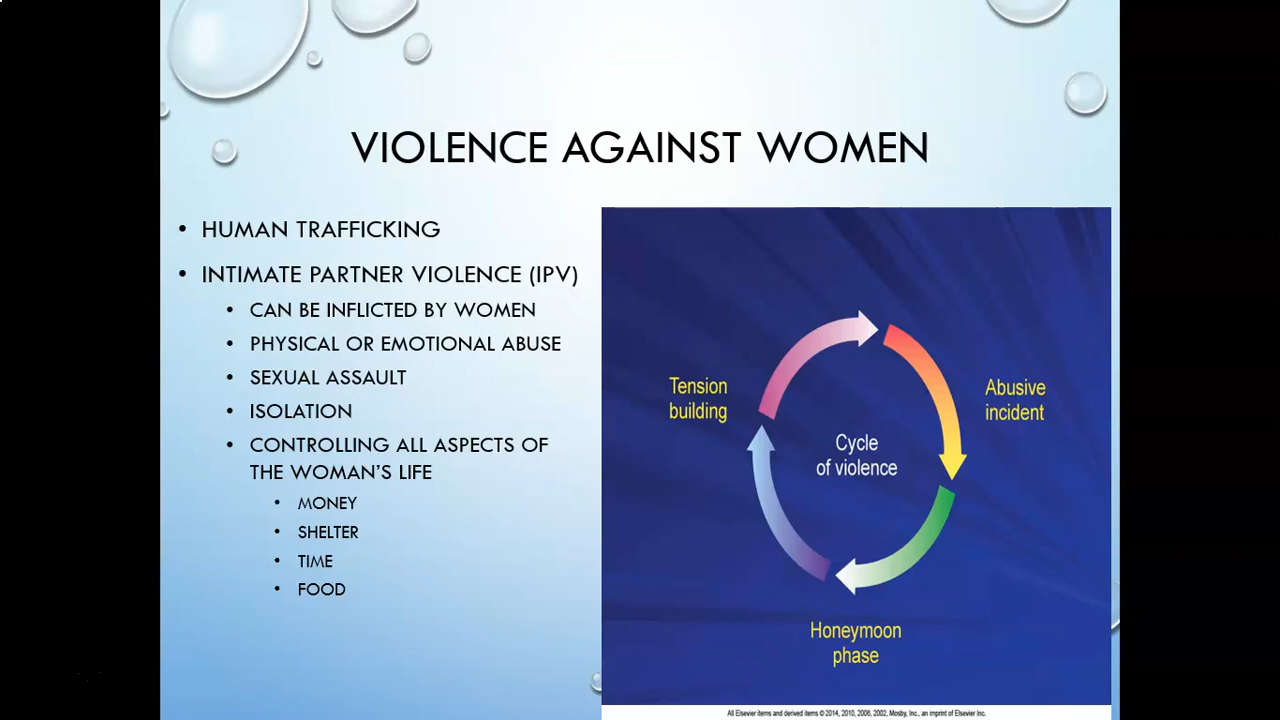 VIOLENCE AGAINST WOMEN
• HUMAN TRAFFICKING
• INTIMATE PARTNER VIOLENCE (IPV)
• CAN BE INFLICTED BY WOMEN
• PHYSICAL OR EMOTIONAL ABUSE
• SEXUAL ASSAULT
• ISOLATION
• CONTROLLING ALL ASPECTS OF
THE WOMAN'S LIFE
• MONEY
• SHELTER
• TIME
• FOOD
Tension
building
Abusive
incident
Cycle
of violence
Honeymoon
phase
All Elsevier items and derived items © 2014, 2010, 2006, 2002, Mosby, Inc., an imprint of Elsevier Inc.